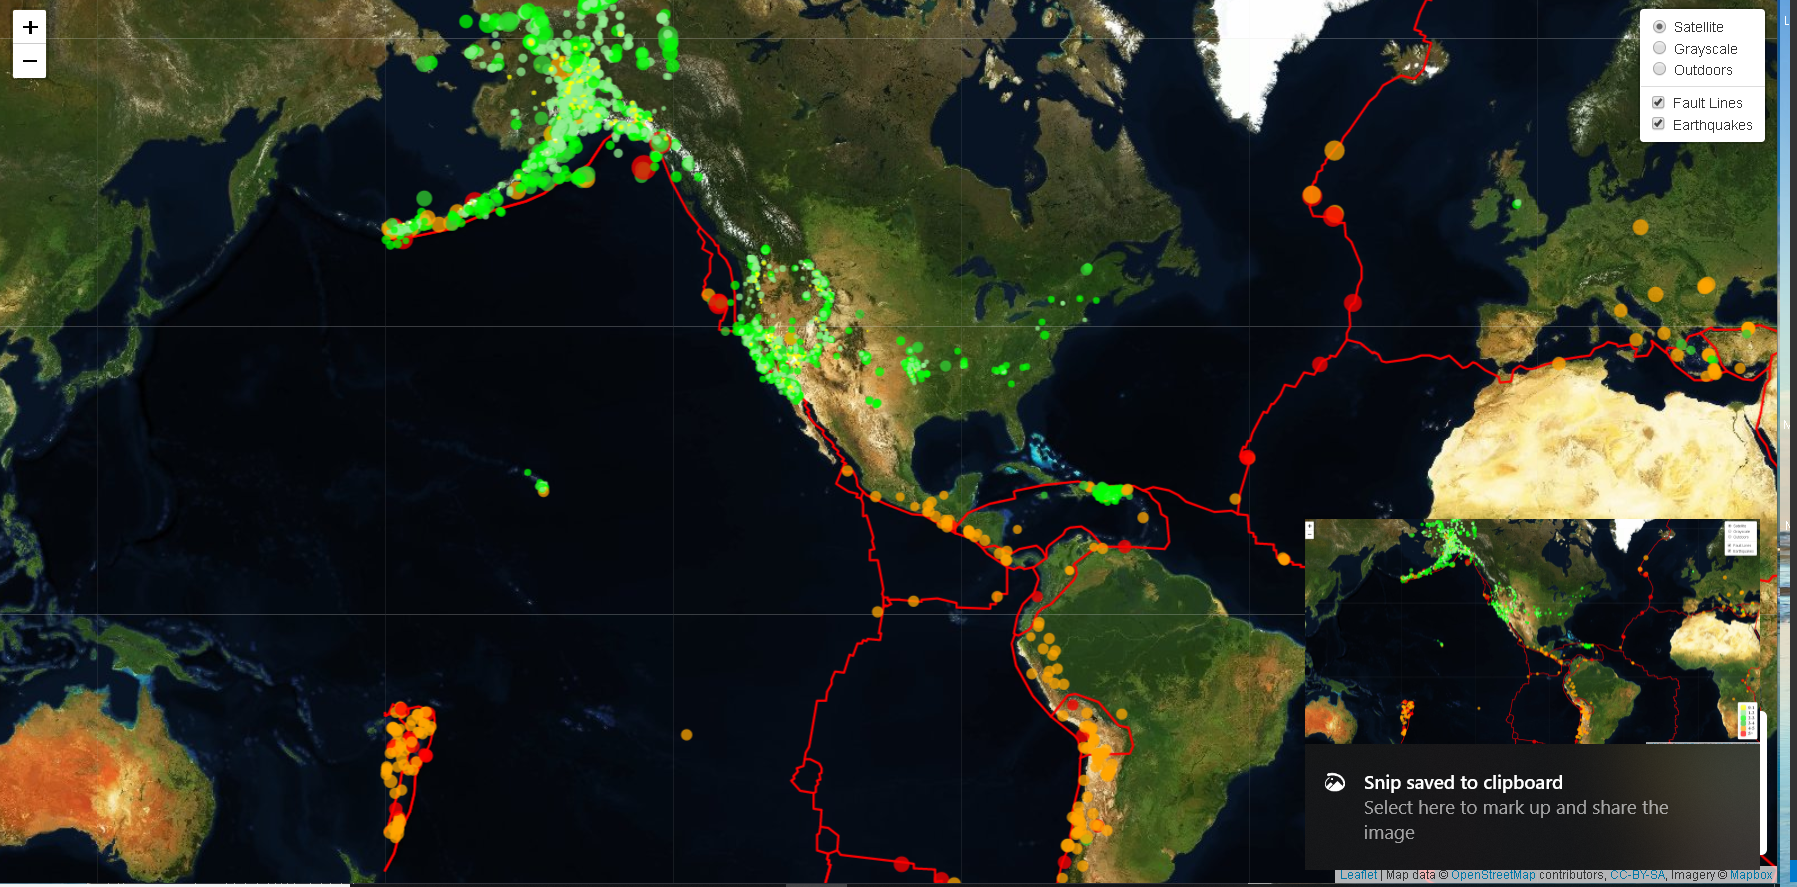 +
−
Satellite
Grayscale
Outdoors
Fault Lines
Earthquakes
Snip saved to clipboard
Select here to mark up and share the
image
Leaflet | Map data © OpenStreetMap contributors, CC-BY-SA, Imagery © Mapbox